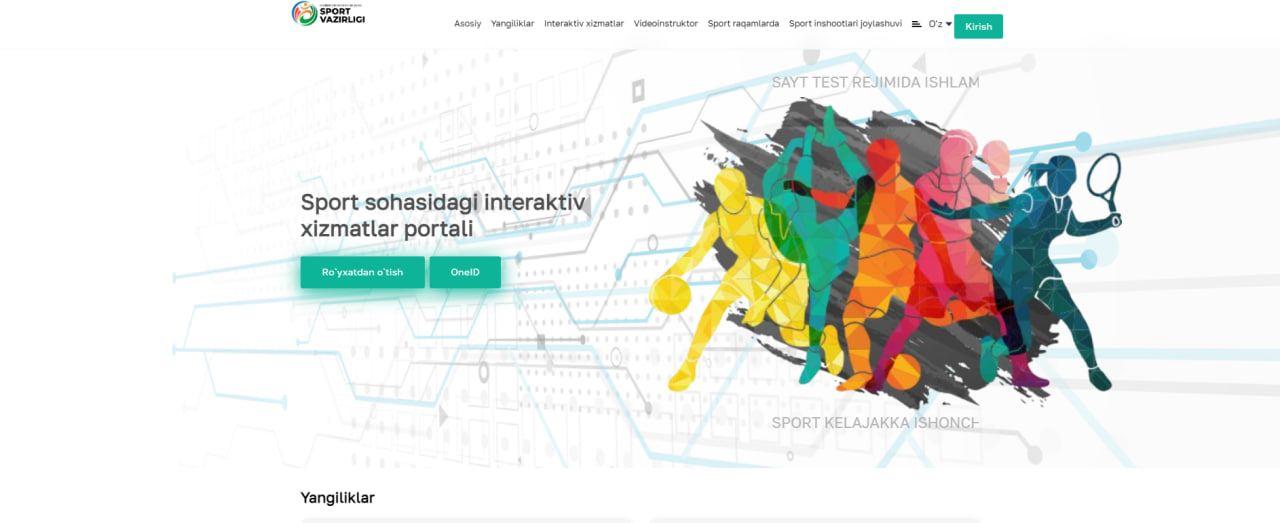 SPORT
VAZIRLIGI
Asosiy Yangiliklar Interaktiv xizmatlar Videoinstruktor Sport raqamlarda Sport inshootlari joylashuvi O'z Kirish
SAYT TEST REJIMIDA ISHLAM
Sport sohasidagi interaktiv
xizmatlar portali
Ro`yxatdan o`tish OneID
SPORT KELAJAKKA ISHONCH
Yangiliklar